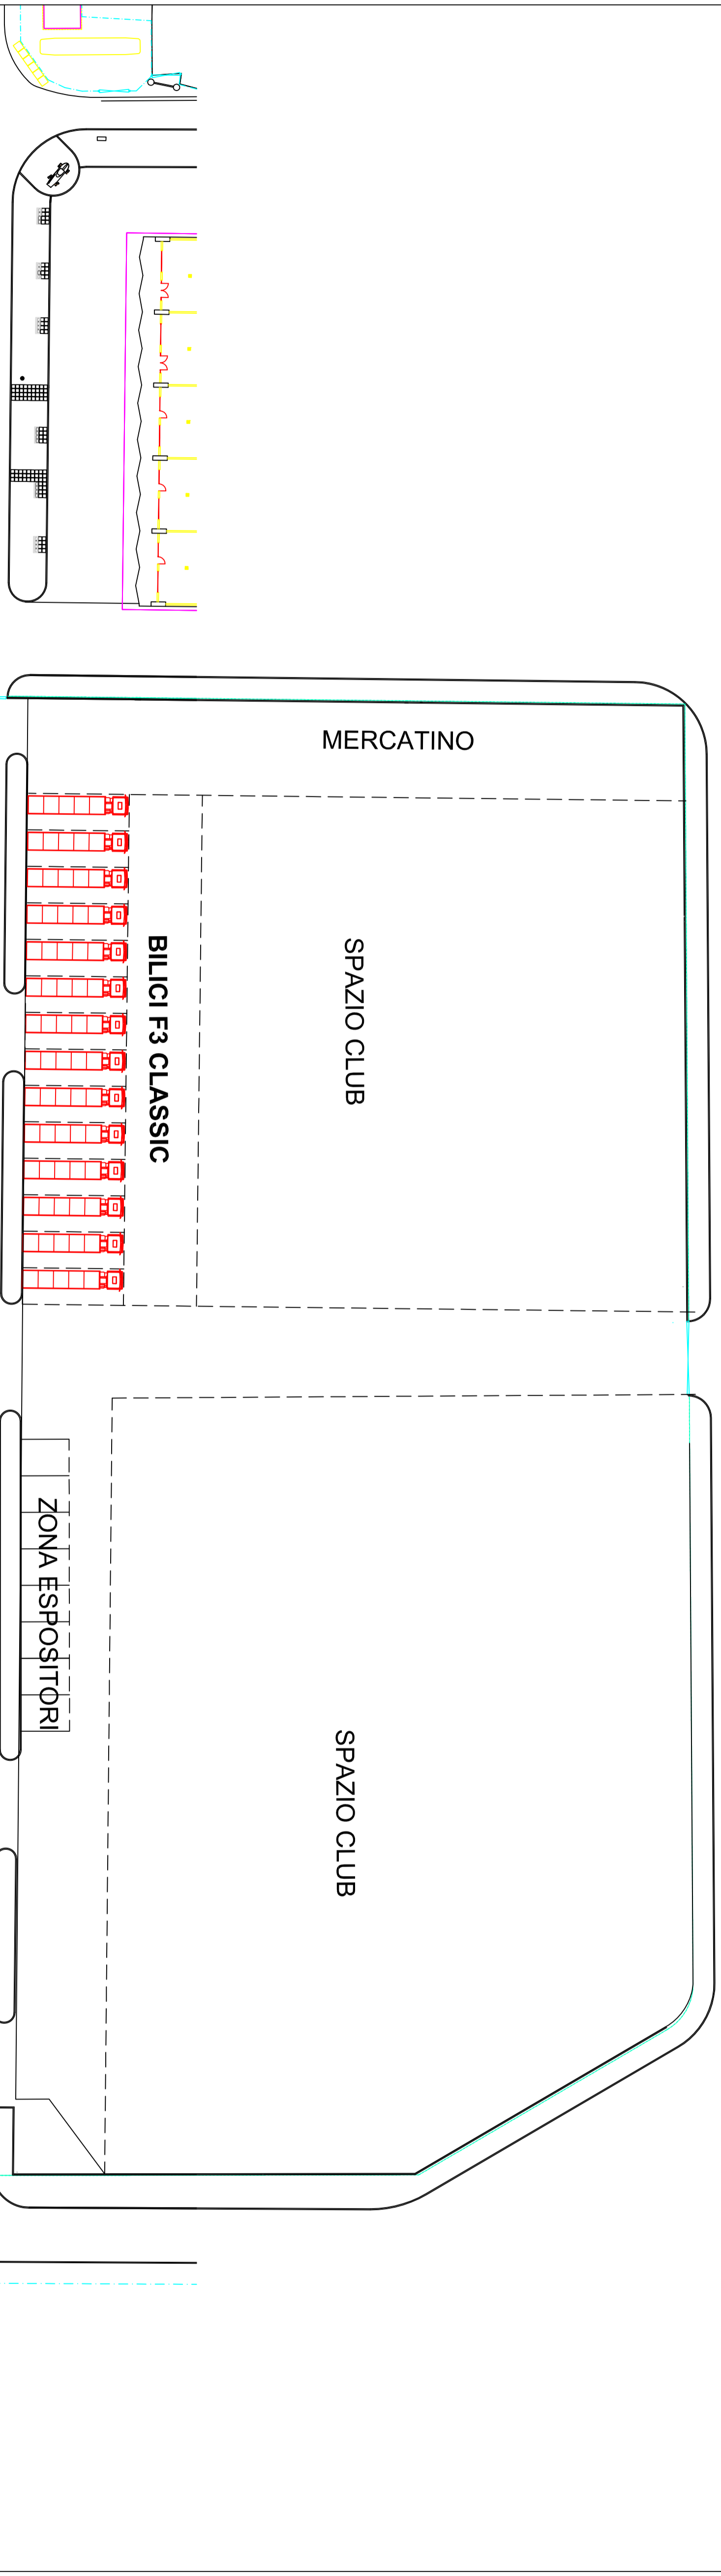 MERCATINO
BILICI F3 CLASSIC
SPAZIO CLUB
ZONA ESPOSITORI
SPAZIO CLUB